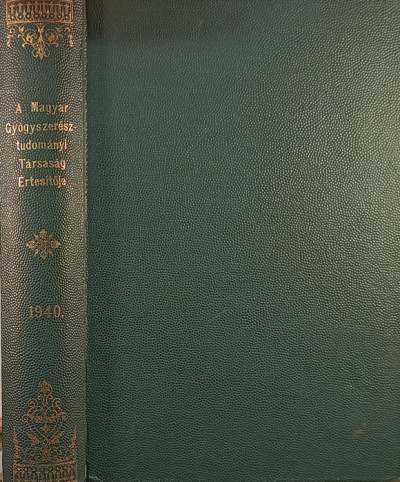 A Magyar
Gyógyszerész-
tudományi
Társaság
Értesítője
1940.